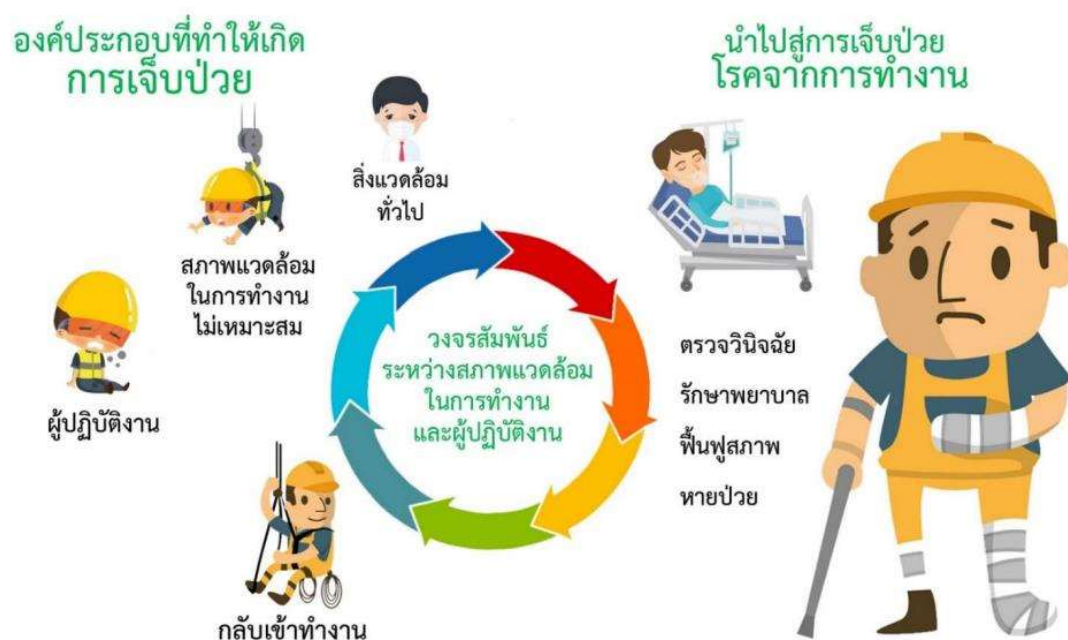 องค์ประกอบที่ทำให้เกิด
การเจ็บป่วย
นำไปสู่การเจ็บป่วย
โรคจากการทำงาน
สิ่งแวดล้อม
ทั่วไป
สภาพแวดล้อม
ในการทำงาน
ไม่เหมาะสม
ผู้ปฏิบัติงาน
กลับเข้าทำงาน
วงจรสัมพันธ์
ระหว่างสภาพแวดล้อม
ในการทำงาน
และผู้ปฏิบัติงาน
ตรวจวินิจฉัย
รักษาพยาบาล
ฟื้นฟูสภาพ
หายป่วย